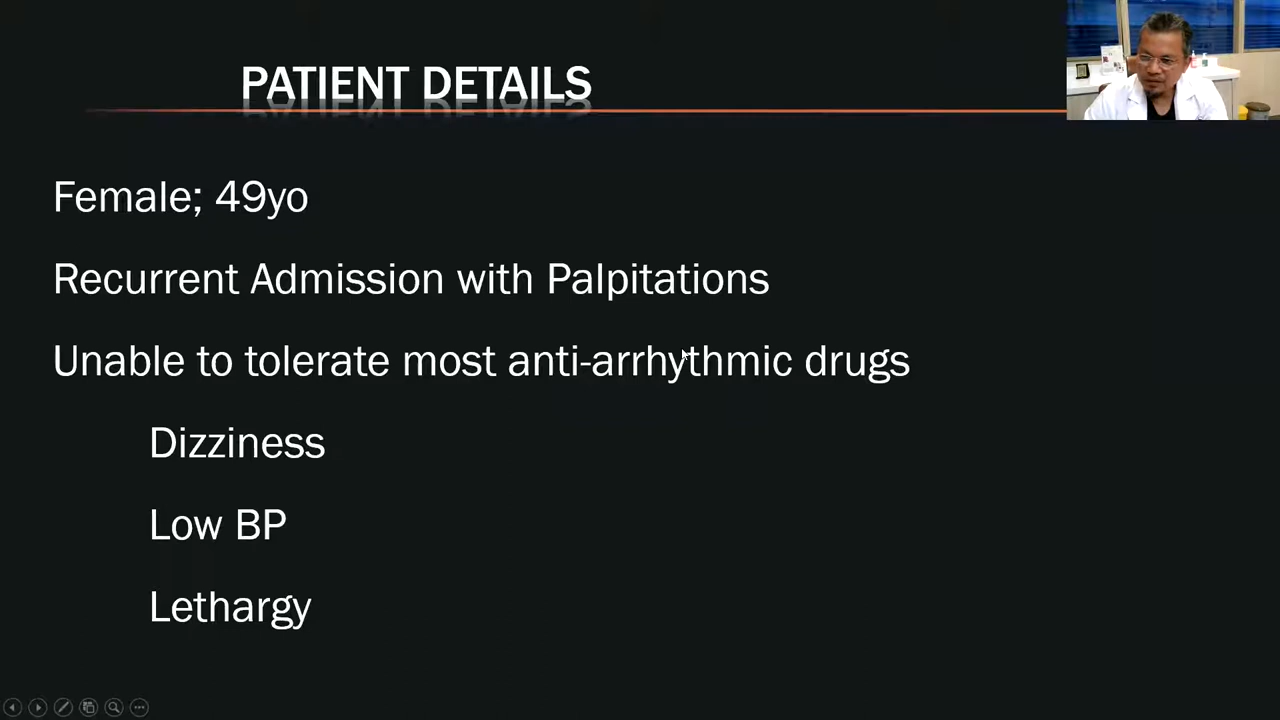 PATIENT DETAILS
Female; 49yo
Recurrent Admission with Palpitations
Unable to tolerate most anti-arrhythmic drugs
Dizziness
Low BP
Lethargy